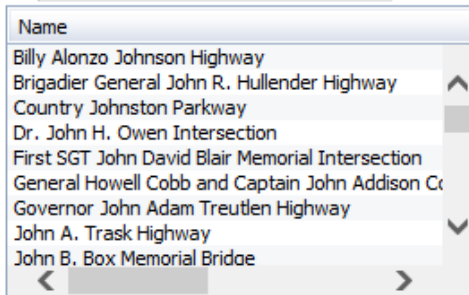 Name
Billy Alonzo Johnson Highway
Brigadier General John R. Hullender Highway
Country Johnston Parkway
Dr. John H. Owen Intersection
First SGT John David Blair Memorial Intersection
General Howell Cobb and Captain John Addison
Governor John Adam Treutlen Highway
John A. Trask Highway
John B. Box Memorial Bridge